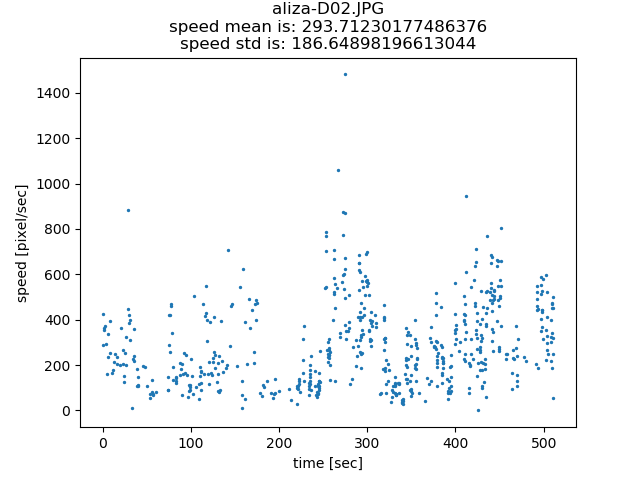 aliza-D02.JPG
speed mean is: 293.71230177486376
speed std is: 186.64898196613044
speed [pixel/sec]
1400
1200
1000
800
600
400
200
0
0 100 200 300 400 500
time [sec]